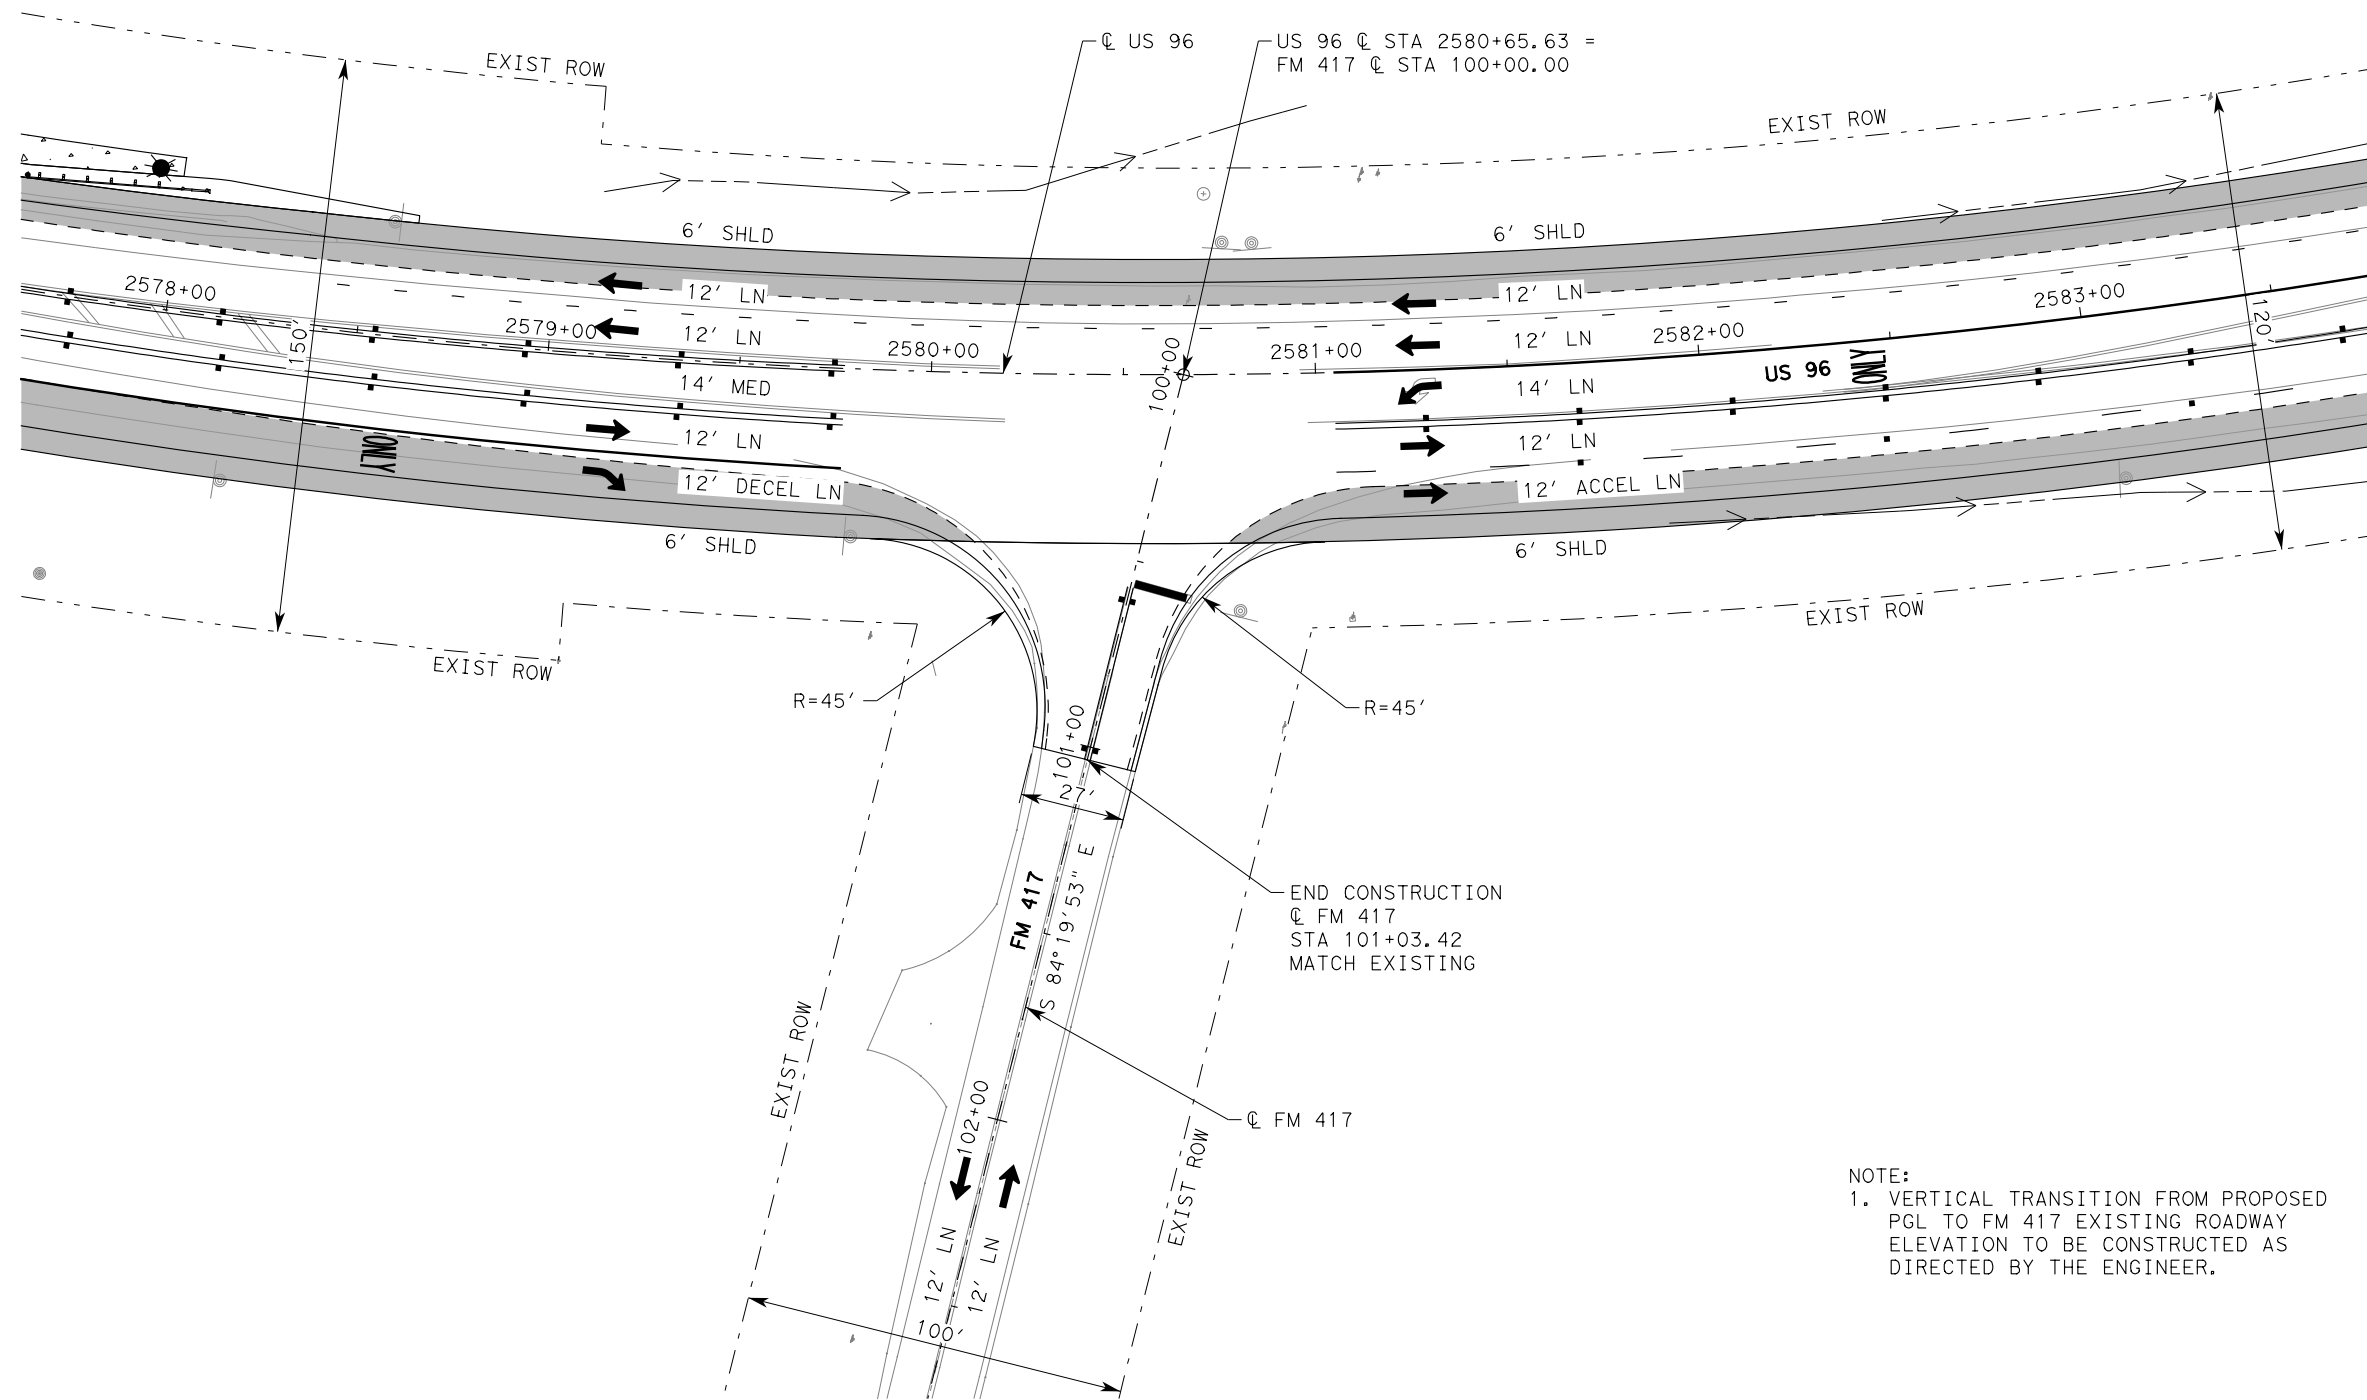 ℄ US 96
US 96 ℄ STA 2580+65.63 =
FM 417 ℄ STA 100+00.00
EXIST ROW
EXIST ROW
6' SHLD
6' SHLD
2578+00
12' LN
12' LN
2583+00
150'
2579+00
12' LN
2580+00
100+00
2581+00
12' LN
2582+00
120'
14' MED
14' LN
US 96
ONLY
ONLY
12' LN
12' LN
12' DECEL LN
12' ACCEL LN
6' SHLD
6' SHLD
EXIST ROW
EXIST ROW
R=45'
R=45'
101+00
27'
FM 417
S 84°19'53" E
END CONSTRUCTION
℄ FM 417
STA 101+03.42
MATCH EXISTING
EXIST ROW
102+00
℄ FM 417
EXIST ROW
12' LN
12' LN
100'
NOTE:
1. VERTICAL TRANSITION FROM PROPOSED
PGL TO FM 417 EXISTING ROADWAY
ELEVATION TO BE CONSTRUCTED AS
DIRECTED BY THE ENGINEER.